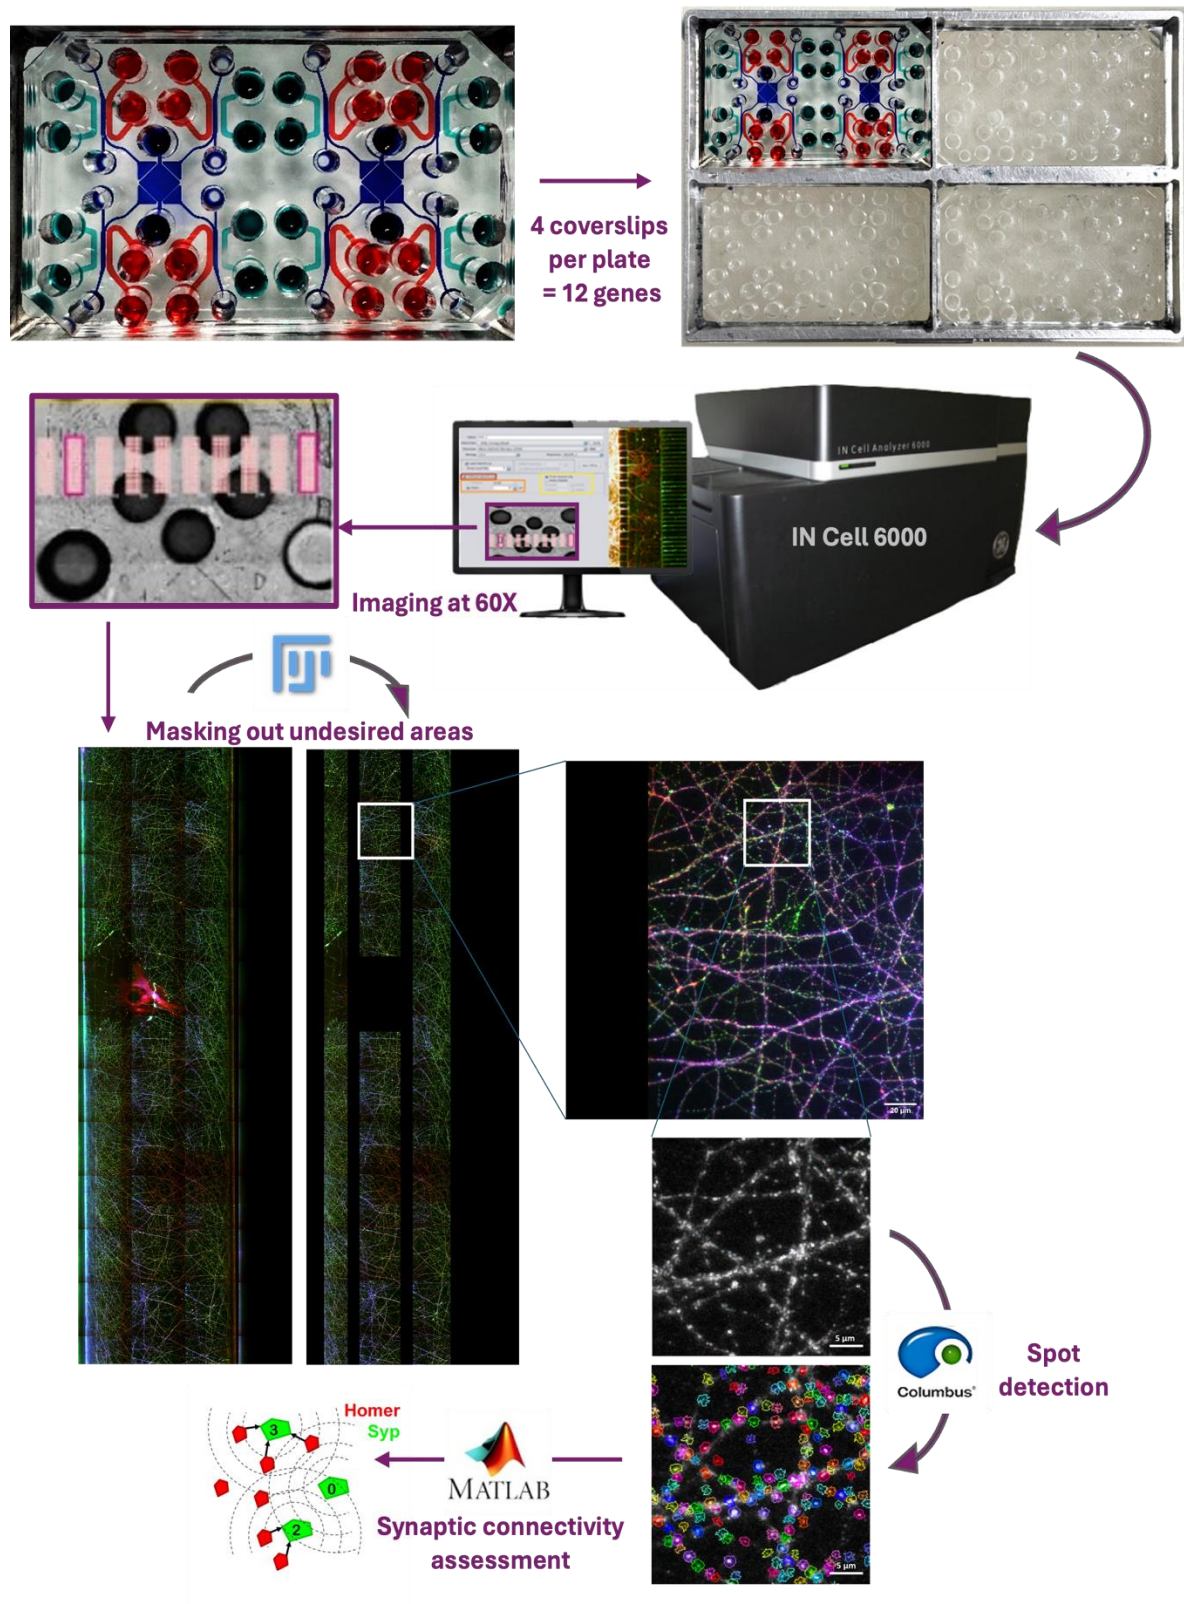 4 coverslips
per plate
= 12 genes
IN Cell Analyzer 6000
IN Cell 6000
Imaging at 60X
Masking out undesired areas
20 µm
5 µm
Columbus®
Spot
detection
Homer
Syp
3
0
2
MATLAB
Synaptic connectivity
assessment
5 µm